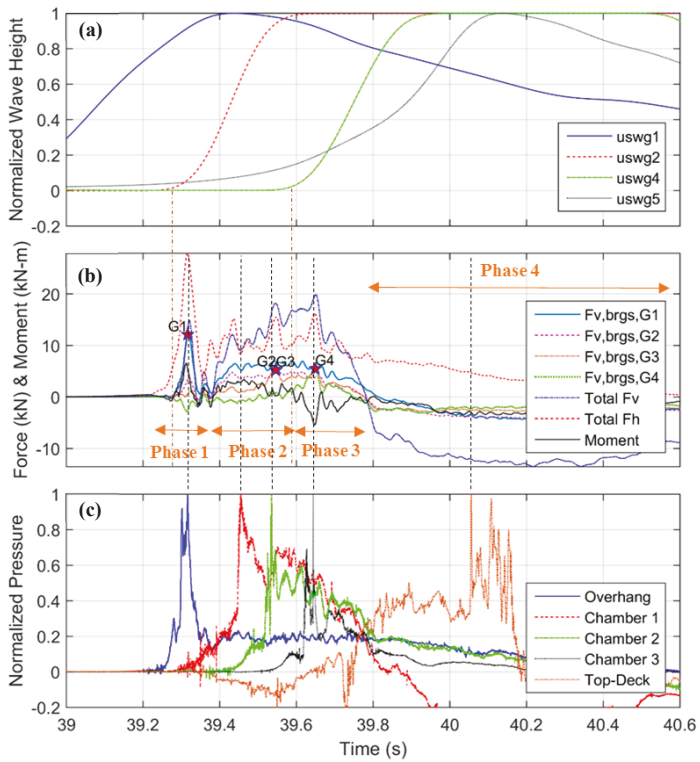 (a)
Normalized Wave Height
1
0.8
0.6
0.4
0.2
0
-0.2
uswg1
uswg2
uswg4
uswg5
(b)
Force (kN) & Moment (kN-m)
20
10
0
-10
G1
G2G3
G4
Phase 1
Phase 2
Phase 3
Phase 4
Fv,brgs,G1
Fv,brgs,G2
Fv,brgs,G3
Fv,brgs,G4
Total Fv
Total Fh
Moment
(c)
Normalized Pressure
1
0.8
0.6
0.4
0.2
0
-0.2
Overhang
Chamber 1
Chamber 2
Chamber 3
Top-Deck
39 39.2 39.4 39.6 39.8 40 40.2 40.4 40.6
Time (s)